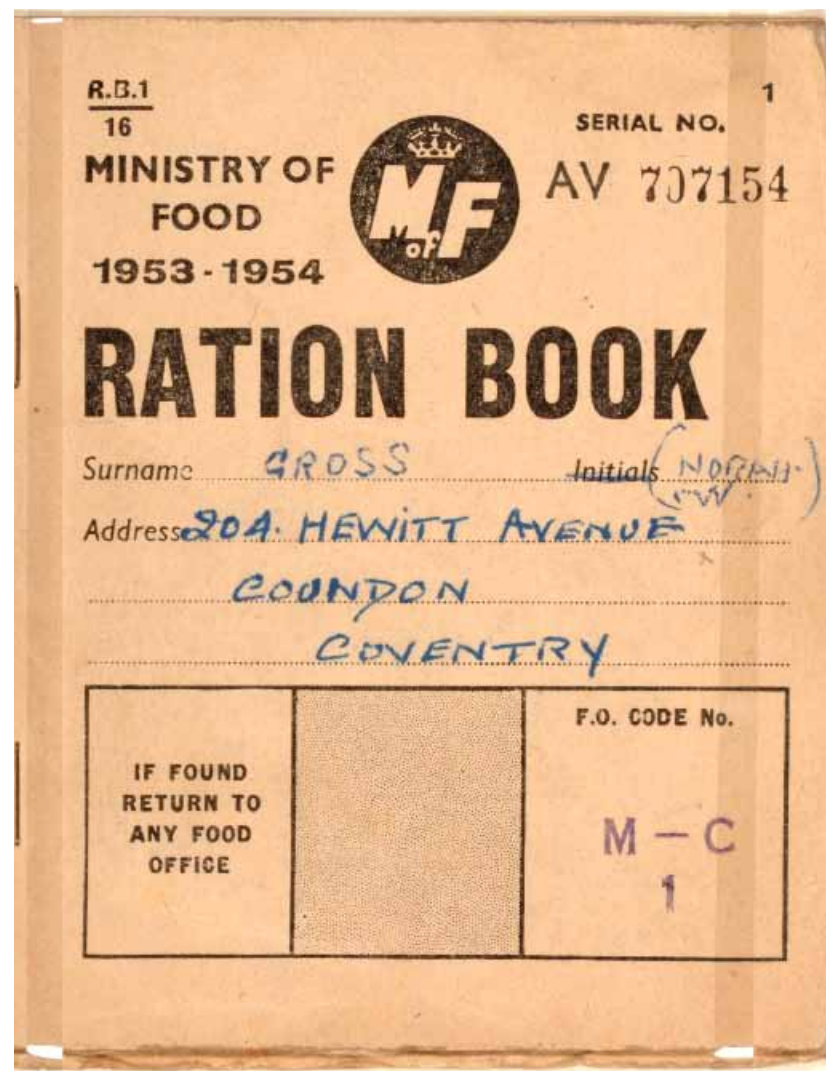 R.B.1
16
1
MINISTRY OF
FOOD
1953-1954
M F
M of F
SERIAL NO.
AV 707154
RATION BOOK
Surname GROSS Initials (NORAH.
W.)
Address 20A. HEWITT AVENUE
COUNDON
COVENTRY
IF FOUND
RETURN TO
ANY FOOD
OFFICE
F.O. CODE No.
M — C
1